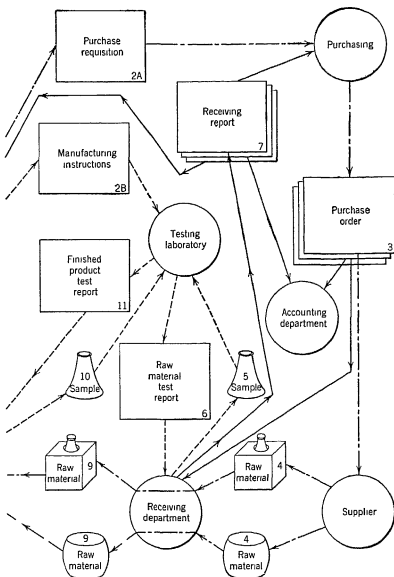 Purchase
requisition
2A
Purchasing
Receiving
report
7
Manufacturing
instructions
2B
Purchase
order
3
Testing
laboratory
Finished
product
test
report
11
Accounting
department
10
Sample
Raw
material
test
report
6
5
Sample
Raw
material
9
Raw
material
4
Receiving
department
Supplier
9
Raw
material
4
Raw
material